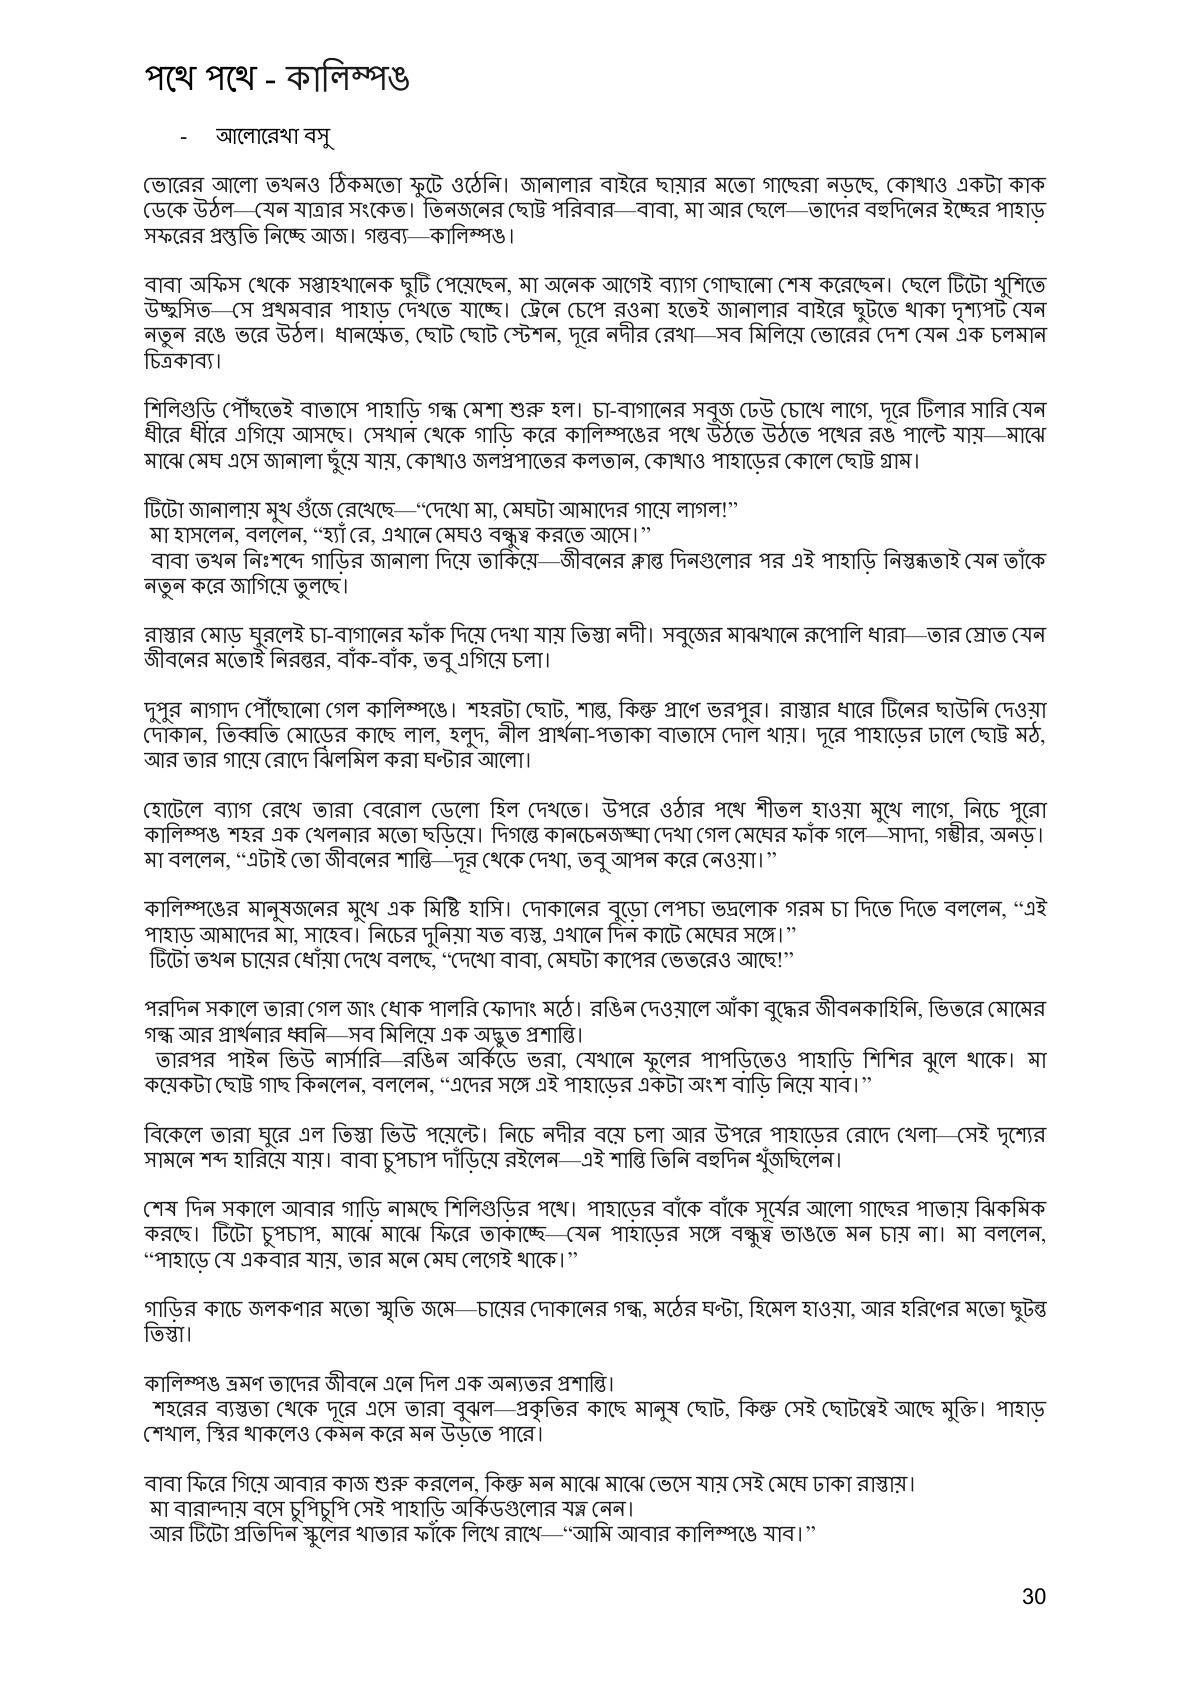 পথে পথে - কালিম্পঙ
- আলোরেখা বসু
ভোরের আলো তখনও ঠিকমতো ফুটে ওঠেনি। জানালার বাইরে ছায়ার মতো গাছেরা নড়ছে, কোথাও একটা কাক
ডেকে উঠল—যেন যাত্রার সংকেত। তিনজনের ছোট্ট পরিবার—বাবা, মা আর ছেলে—তাদের বহুদিনের ইচ্ছের পাহাড়
সফরের প্রস্তুতি নিচ্ছে আজ। গন্তব্য—কালিম্পঙ।
বাবা অফিস থেকে সপ্তাহখানেক ছুটি পেয়েছেন, মা অনেক আগেই ব্যাগ গোছানো শেষ করেছেন। ছেলে টিটো খুশিতে
উচ্ছ্বসিত—সে প্রথমবার পাহাড় দেখতে যাচ্ছে। ট্রেনে চেপে রওনা হতেই জানালার বাইরে ছুটতে থাকা দৃশ্যপট যেন
নতুন রঙে ভরে উঠল। ধানক্ষেত, ছোট ছোট স্টেশন, দূরে নদীর রেখা—সব মিলিয়ে ভোরের দেশ যেন এক চলমান
চিত্রকাব্য।
শিলিগুড়ি পৌঁছতেই বাতাসে পাহাড়ি গন্ধ মেশা শুরু হল। চা-বাগানের সবুজ ঢেউ চোখে লাগে, দূরে টিলার সারি যেন
ধীরে ধীরে এগিয়ে আসছে। সেখান থেকে গাড়ি করে কালিম্পঙের পথে উঠতে উঠতে পথের রঙ পাল্টে যায়—মাঝে
মাঝে মেঘ এসে জানালা ছুঁয়ে যায়, কোথাও জলপ্রপাতের কলতান, কোথাও পাহাড়ের কোলে ছোট্ট গ্রাম।
টিটো জানালায় মুখ গুঁজে রেখেছে—“দেখো মা, মেঘটা আমাদের গায়ে লাগল!”
মা হাসলেন, বললেন, “হ্যাঁ রে, এখানে মেঘও বন্ধুত্ব করতে আসে।”
বাবা তখন নিঃশব্দে গাড়ির জানালা দিয়ে তাকিয়ে—জীবনের ক্লান্ত দিনগুলোর পর এই পাহাড়ি নিস্তব্ধতাই যেন তাঁকে
নতুন করে জাগিয়ে তুলছে।
রাস্তার মোড় ঘুরলেই চা-বাগানের ফাঁক দিয়ে দেখা যায় তিস্তা নদী। সবুজের মাঝখানে রূপোলি ধারা—তার স্রোত যেন
জীবনের মতোই নিরন্তর, বাঁক-বাঁক, তবু এগিয়ে চলা।
দুপুর নাগাদ পৌঁছোনো গেল কালিম্পঙে। শহরটা ছোট, শান্ত, কিন্তু প্রাণে ভরপুর। রাস্তার ধারে টিনের ছাউনি দেওয়া
দোকান, তিব্বতি মোড়ের কাছে লাল, হলুদ, নীল প্রার্থনা-পতাকা বাতাসে দোল খায়। দূরে পাহাড়ের ঢালে ছোট্ট মঠ,
আর তার গায়ে রোদে ঝিলমিল করা ঘণ্টার আলো।
হোটেলে ব্যাগ রেখে তারা বেরোল ডেলো হিল দেখতে। উপরে ওঠার পথে শীতল হাওয়া মুখে লাগে, নিচে পুরো
কালিম্পঙ শহর এক খেলনার মতো ছড়িয়ে। দিগন্তে কানচেনজঙ্ঘা দেখা গেল মেঘের ফাঁক গলে—সাদা, গম্ভীর, অনড়।
মা বললেন, “এটাই তো জীবনের শান্তি—দূর থেকে দেখা, তবু আপন করে নেওয়া।”
কালিম্পঙের মানুষজনের মুখে এক মিষ্টি হাসি। দোকানের বুড়ো লেপচা ভদ্রলোক গরম চা দিতে দিতে বললেন, “এই
পাহাড় আমাদের মা, সাহেব। নিচের দুনিয়া যত ব্যস্ত, এখানে দিন কাটে মেঘের সঙ্গে।”
টিটো তখন চায়ের ধোঁয়া দেখে বলছে, “দেখো বাবা, মেঘটা কাপের ভেতরেও আছে!”
পরদিন সকালে তারা গেল জাং ধোক পালরি ফোদাং মঠে। রঙিন দেওয়ালে আঁকা বুদ্ধের জীবনকাহিনি, ভিতরে মোমের
গন্ধ আর প্রার্থনার ধ্বনি—সব মিলিয়ে এক অদ্ভুত প্রশান্তি।
তারপর পাইন ভিউ নার্সারি—রঙিন অর্কিডে ভরা, যেখানে ফুলের পাপড়িতেও পাহাড়ি শিশির ঝুলে থাকে। মা
কয়েকটা ছোট্ট গাছ কিনলেন, বললেন, “এদের সঙ্গে এই পাহাড়ের একটা অংশ বাড়ি নিয়ে যাব।”
বিকেলে তারা ঘুরে এল তিস্তা ভিউ পয়েন্টে। নিচে নদীর বয়ে চলা আর উপরে পাহাড়ের রোদে খেলা—সেই দৃশ্যের
সামনে শব্দ হারিয়ে যায়। বাবা চুপচাপ দাঁড়িয়ে রইলেন—এই শান্তি তিনি বহুদিন খুঁজছিলেন।
শেষ দিন সকালে আবার গাড়ি নামছে শিলিগুড়ির পথে। পাহাড়ের বাঁকে বাঁকে সূর্যের আলো গাছের পাতায় ঝিকমিক
করছে। টিটো চুপচাপ, মাঝে মাঝে ফিরে তাকাচ্ছে—যেন পাহাড়ের সঙ্গে বন্ধুত্ব ভাঙতে মন চায় না। মা বললেন,
“পাহাড়ে যে একবার যায়, তার মনে মেঘ লেগেই থাকে।”
গাড়ির কাচে জলকণার মতো স্মৃতি জমে—চায়ের দোকানের গন্ধ, মঠের ঘণ্টা, হিমেল হাওয়া, আর হরিণের মতো ছুটন্ত
তিস্তা।
কালিম্পঙ ভ্রমণ তাদের জীবনে এনে দিল এক অন্যতর প্রশান্তি।
শহরের ব্যস্ততা থেকে দূরে এসে তারা বুঝল—প্রকৃতির কাছে মানুষ ছোট, কিন্তু সেই ছোটত্বেই আছে মুক্তি। পাহাড়
শেখাল, স্থির থাকলেও কেমন করে মন উড়তে পারে।
বাবা ফিরে গিয়ে আবার কাজ শুরু করলেন, কিন্তু মন মাঝে মাঝে ভেসে যায় সেই মেঘে ঢাকা রাস্তায়।
মা বারান্দায় বসে চুপিচুপি সেই পাহাড়ি অর্কিডগুলোর যত্ন নেন।
আর টিটো প্রতিদিন স্কুলের খাতার ফাঁকে লিখে রাখে—“আমি আবার কালিম্পঙে যাব।”
30